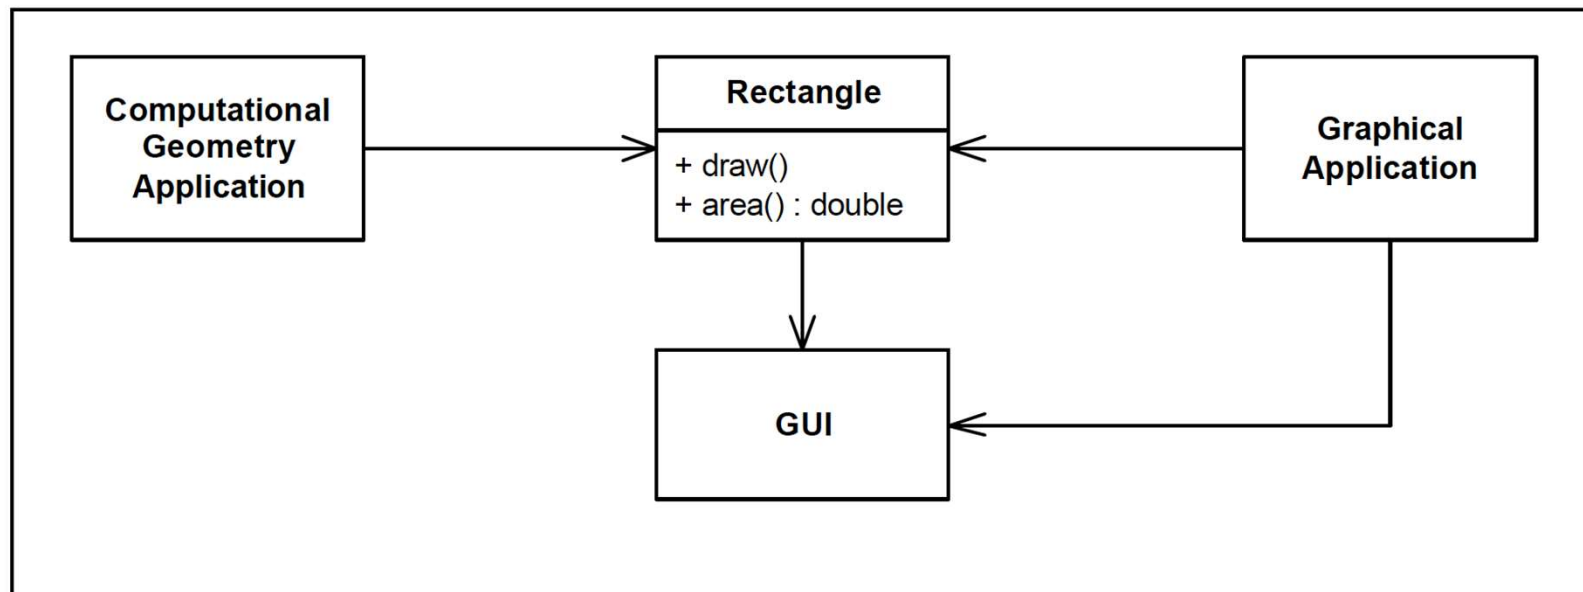 Computational
Geometry
Application
Rectangle
+ draw()
+ area() : double
Graphical
Application
GUI